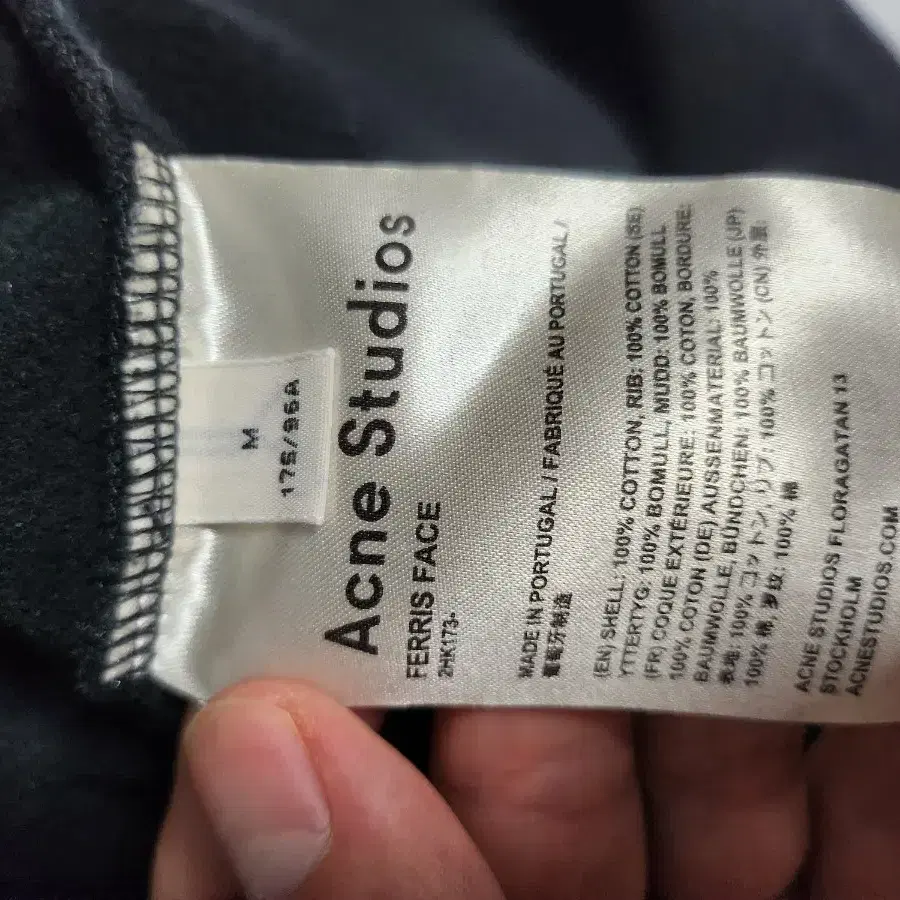 M
175/96A
Acne Studios
FERRIS FACE
2HK173-
MADE IN PORTUGAL / FABRIQUÉ AU PORTUGAL/
葡萄牙制造
(EN) SHELL: 100% COTTON, RIB: 100% COTTON (SE)
YTTERTYG: 100% BOMULL, MUDD: 100% BOMULL
(FR) COQUE EXTÉRIEURE: 100% COTON, BORDURE:
100% COTON (DE) AUSSENMATERIAL: 100%
BAUMWOLLE, BÜNDCHEN: 100% BAUMWOLLE (JP)
表地: 100% コットン, リブ: 100% コットン (CN) 外里:
100% 棉, 罗纹: 100% 棉
ACNE STUDIOS FLORAGATAN 13
STOCKHOLM
ACNESTUDIOS.COM